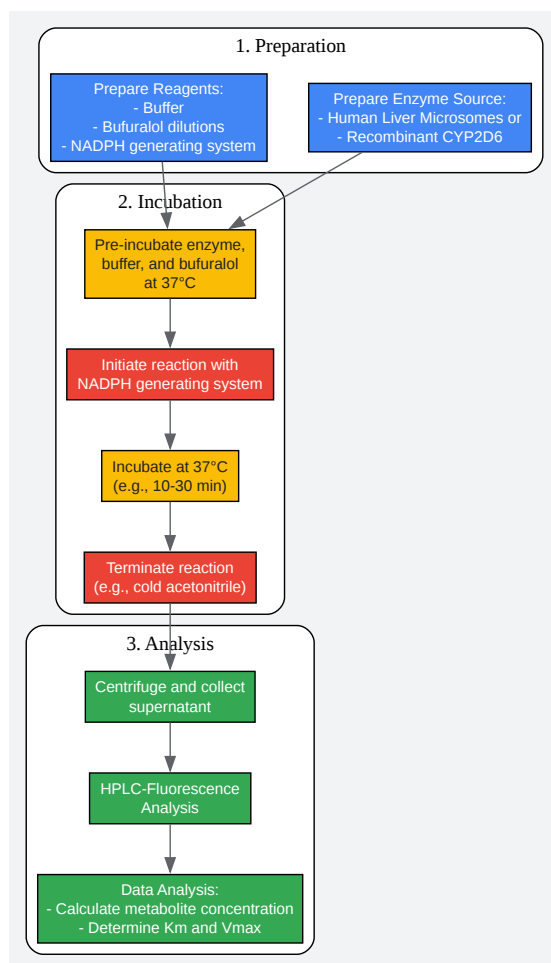 1. Preparation
Prepare Reagents:
- Buffer
- Bufuralol dilutions
- NADPH generating system
Prepare Enzyme Source:
- Human Liver Microsomes or
- Recombinant CYP2D6
2. Incubation
Pre-incubate enzyme,
buffer, and bufuralol
at 37°C
Initiate reaction with
NADPH generating system
Incubate at 37°C
(e.g., 10-30 min)
Terminate reaction
(e.g., cold acetonitrile)
3. Analysis
Centrifuge and collect
supernatant
HPLC-Fluorescence
Analysis
Data Analysis:
- Calculate metabolite concentration
- Determine Km and Vmax